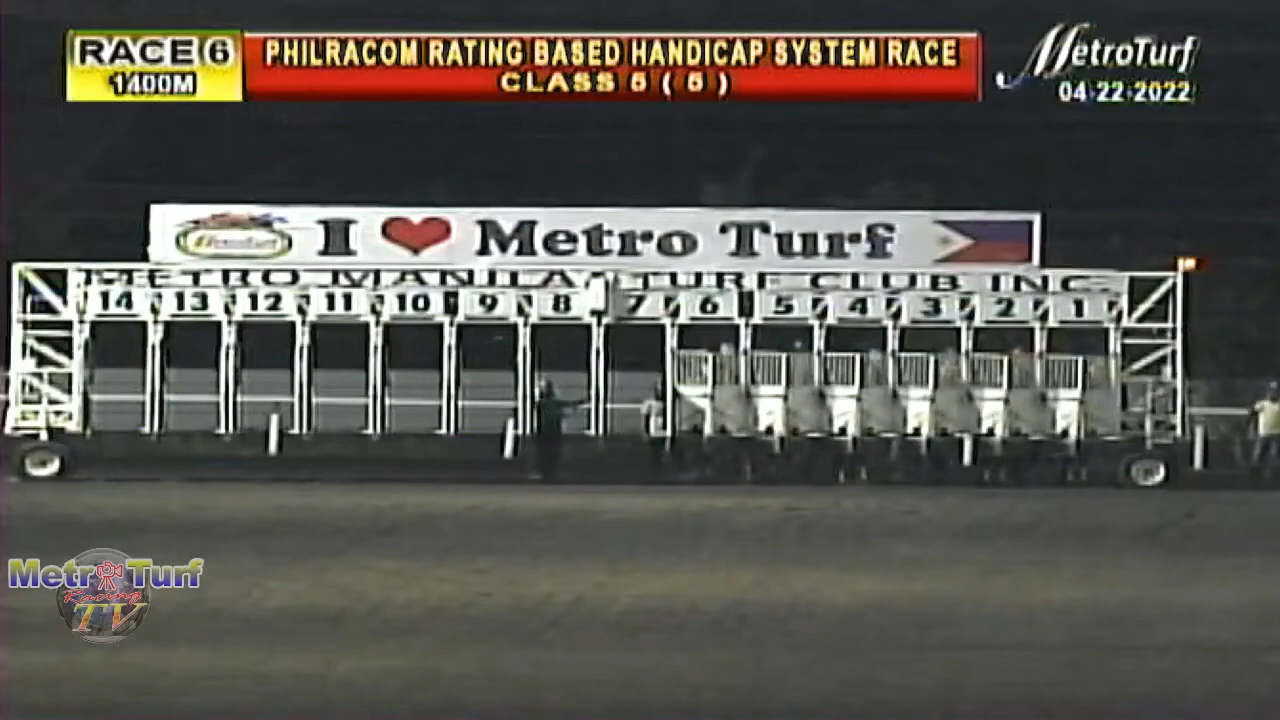 RACE 6
1400M
PHILRACOM RATING BASED HANDICAP SYSTEM RACE
CLASS 5 ( 5 )
MetroTurf
04-22-2022
I ❤ Metro Turf
METRO MANILA TURF CLUB INC.
14 13 12 11 10 9 8 7 6 5 4 3 2 1
Metro Turf
Racing
TV